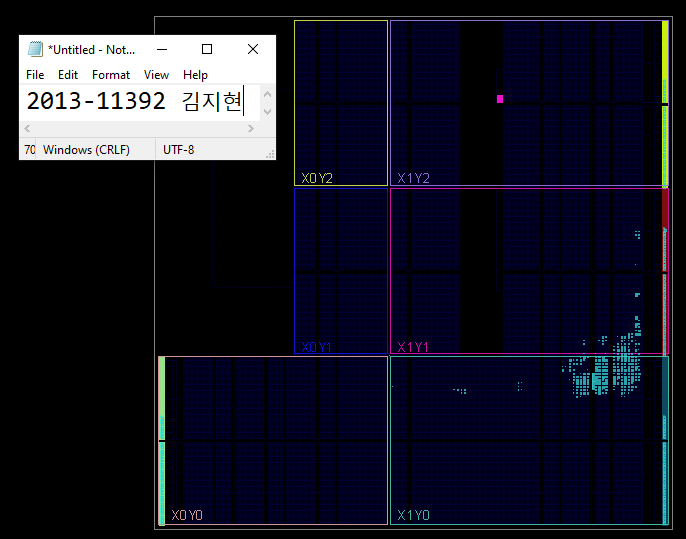 *Untitled - Not...
File Edit Format View Help
2013-11392 김지현
70 Windows (CRLF) UTF-8
X0Y2 X1Y2
X0Y1 X1Y1
X0Y0 X1Y0